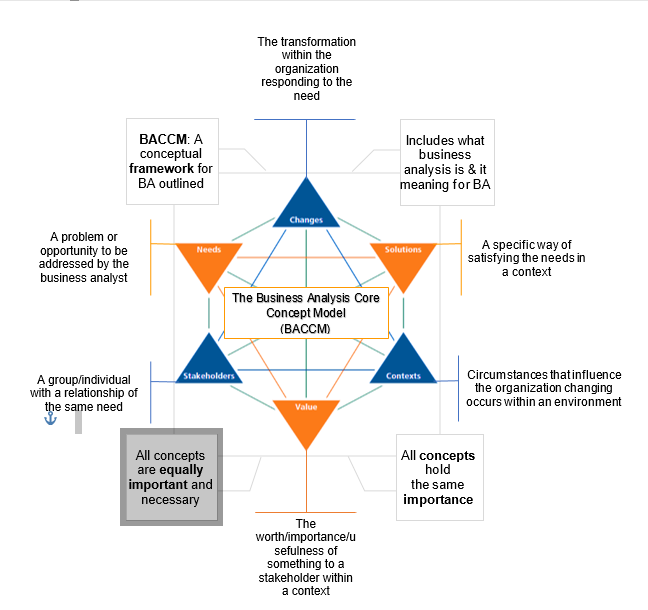 The transformation
within the
organization
responding to the
need
BACCM: A
conceptual
framework for
BA outlined
Includes what
business
analysis is & it
meaning for BA
Changes
Needs
Solutions
A problem or
opportunity to be
addressed by the
business analyst
A specific way of
satisfying the needs in
a context
The Business Analysis Core
Concept Model
(BACCM)
Stakeholders
Contexts
A group/individual
with a relationship of
the same need
Circumstances that influence
the organization changing
occurs within an environment
Value
All concepts
are equally
important and
necessary
All concepts
hold
the same
importance
The
worth/importance/u
sefulness of
something to a
stakeholder within
a context